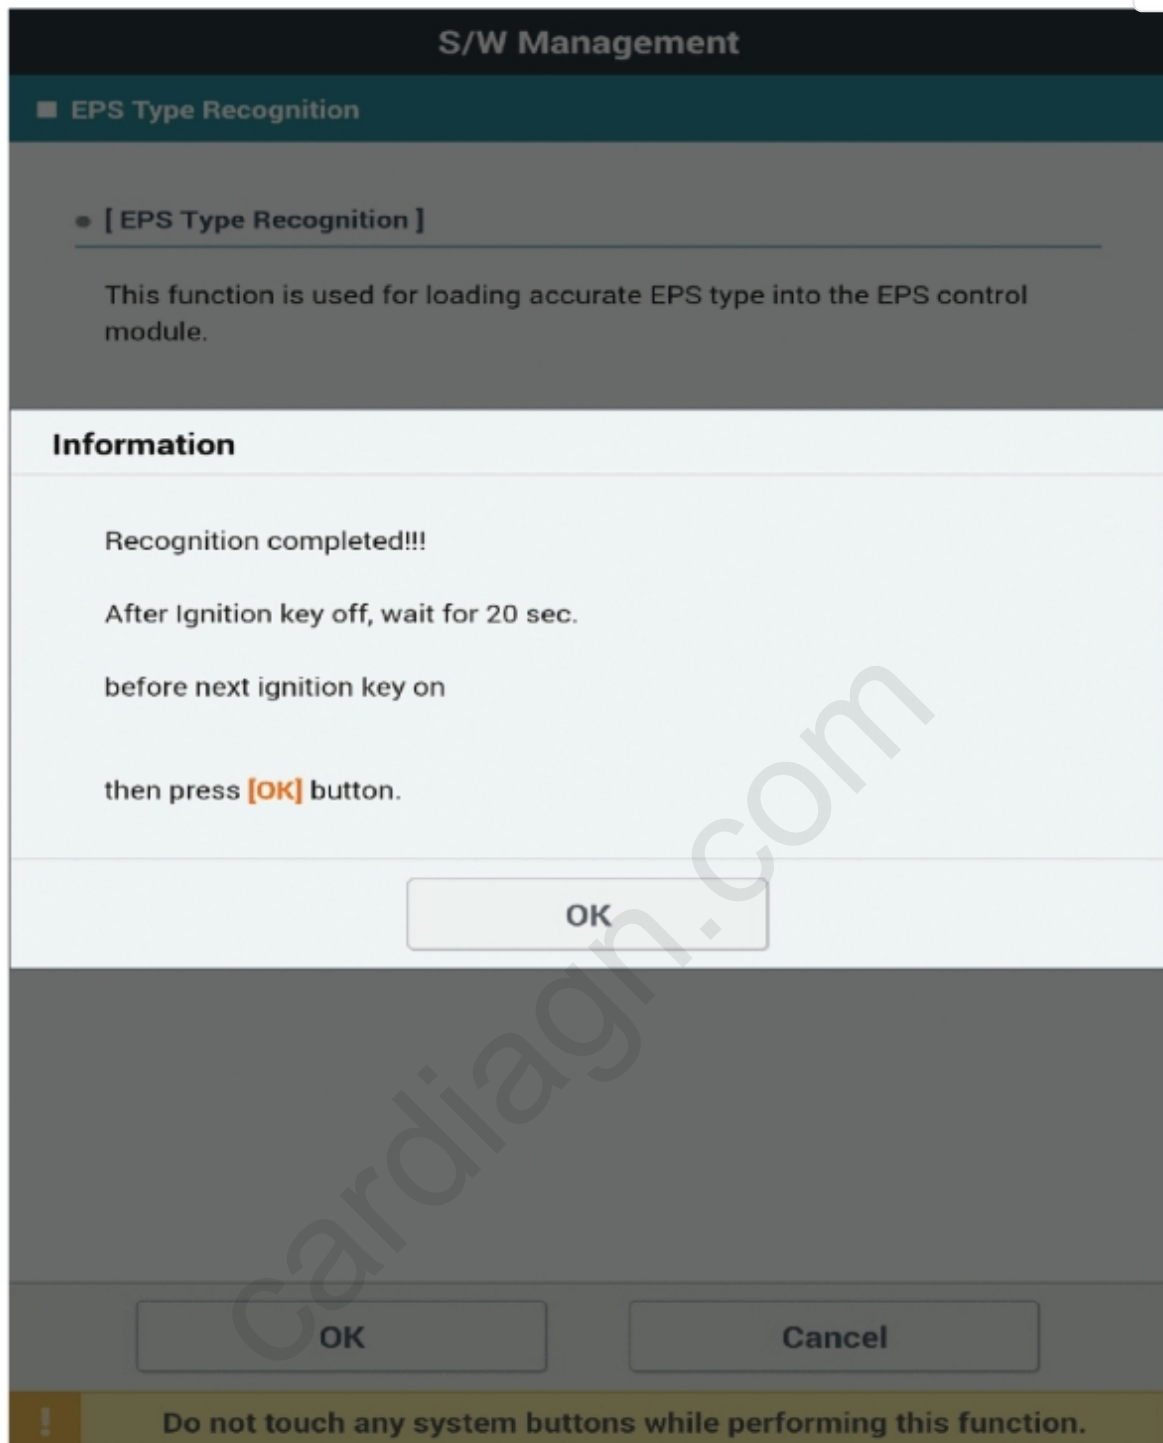 S/W Management
EPS Type Recognition
[ EPS Type Recognition ]
This function is used for loading accurate EPS type into the EPS control
module.
Information
Recognition completed!!!
After Ignition key off, wait for 20 sec.
before next ignition key on
then press [OK] button.
OK
cardiagn.com
OK
Cancel
! Do not touch any system buttons while performing this function.